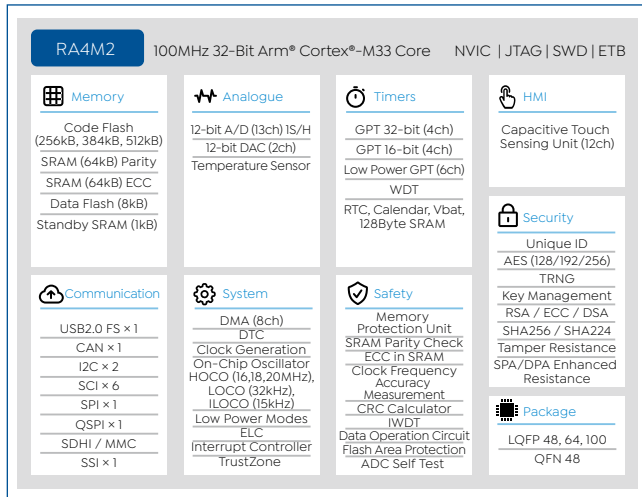 RA4M2 100MHz 32-Bit Arm® Cortex®-M33 Core NVIC | JTAG | SWD | ETB
Memory
Code Flash
(256kB, 384kB, 512kB)
SRAM (64kB) Parity
SRAM (64kB) ECC
Data Flash (8kB)
Standby SRAM (1kB)
Analogue
12-bit A/D (13ch) 1S/H
12-bit DAC (2ch)
Temperature Sensor
Timers
GPT 32-bit (4ch)
GPT 16-bit (4ch)
Low Power GPT (6ch)
WDT
RTC, Calendar, Vbat,
128Byte SRAM
HMI
Capacitive Touch
Sensing Unit (12ch)
Communication
USB2.0 FS × 1
CAN × 1
I2C × 2
SCI × 6
SPI × 1
QSPI × 1
SDHI / MMC
SSI × 1
System
DMA (8ch)
DTC
Clock Generation
On-Chip Oscillator
HOCO (16,18,20MHz),
LOCO (32kHz),
ILOCO (15kHz)
Low Power Modes
ELC
Interrupt Controller
TrustZone
Safety
Memory
Protection Unit
SRAM Parity Check
ECC in SRAM
Clock Frequency
Accuracy
Measurement
CRC Calculator
IWDT
Data Operation Circuit
Flash Area Protection
ADC Self Test
Security
Unique ID
AES (128/192/256)
TRNG
Key Management
RSA / ECC / DSA
SHA256 / SHA224
Tamper Resistance
SPA/DPA Enhanced
Resistance
Package
LQFP 48, 64, 100
QFN 48